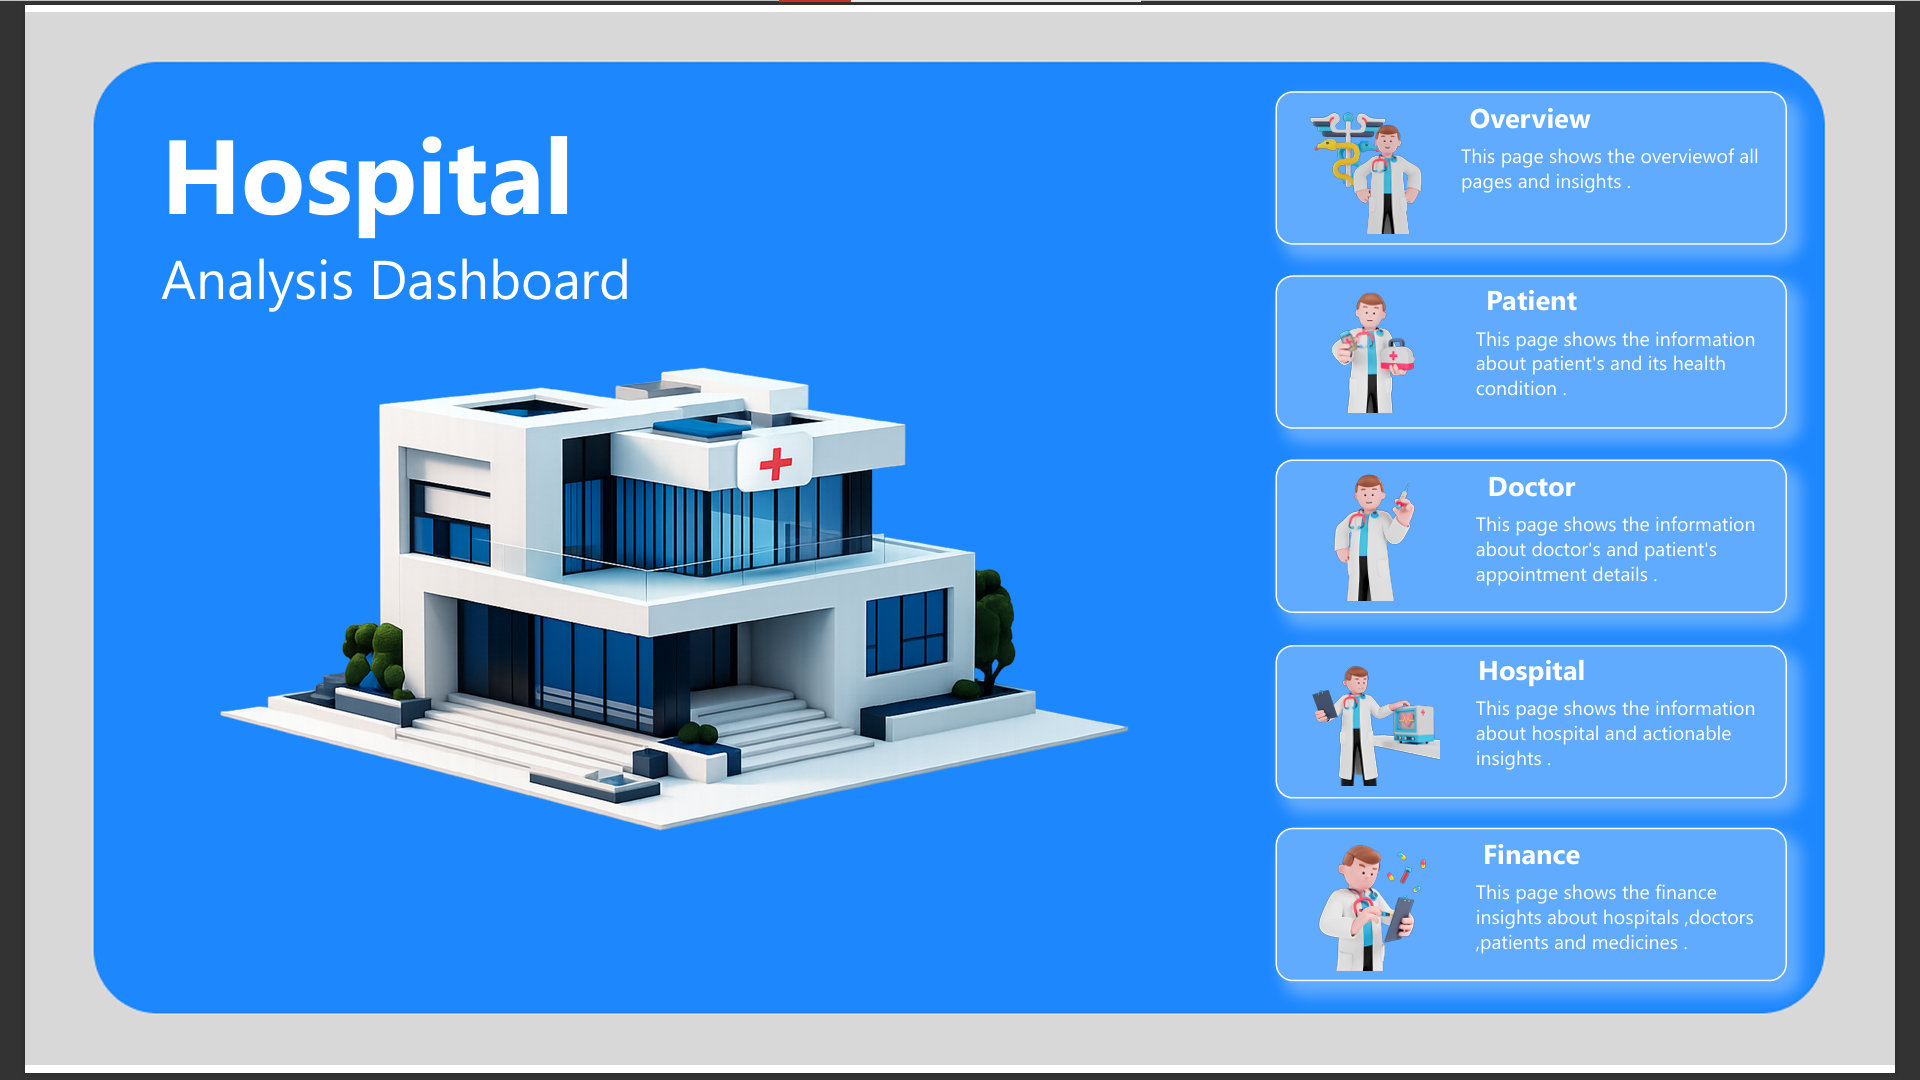 Hospital
Analysis Dashboard
Overview
This page shows the overviewof all
pages and insights .
Patient
This page shows the information
about patient's and its health
condition .
Doctor
This page shows the information
about doctor's and patient's
appointment details .
Hospital
This page shows the information
about hospital and actionable
insights .
Finance
This page shows the finance
insights about hospitals ,doctors
,patients and medicines .